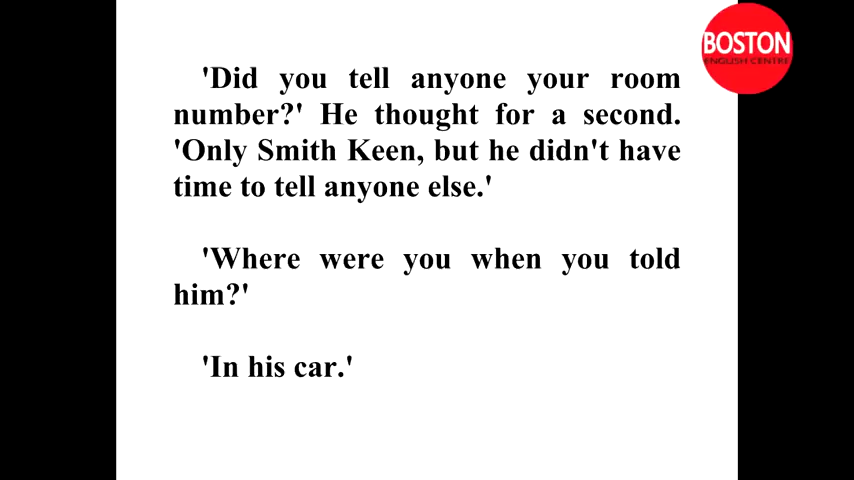 BOSTON
ENGLISH CENTRE
'Did you tell anyone your room
number?' He thought for a second.
'Only Smith Keen, but he didn't have
time to tell anyone else.'
'Where were you when you told
him?'
'In his car.'